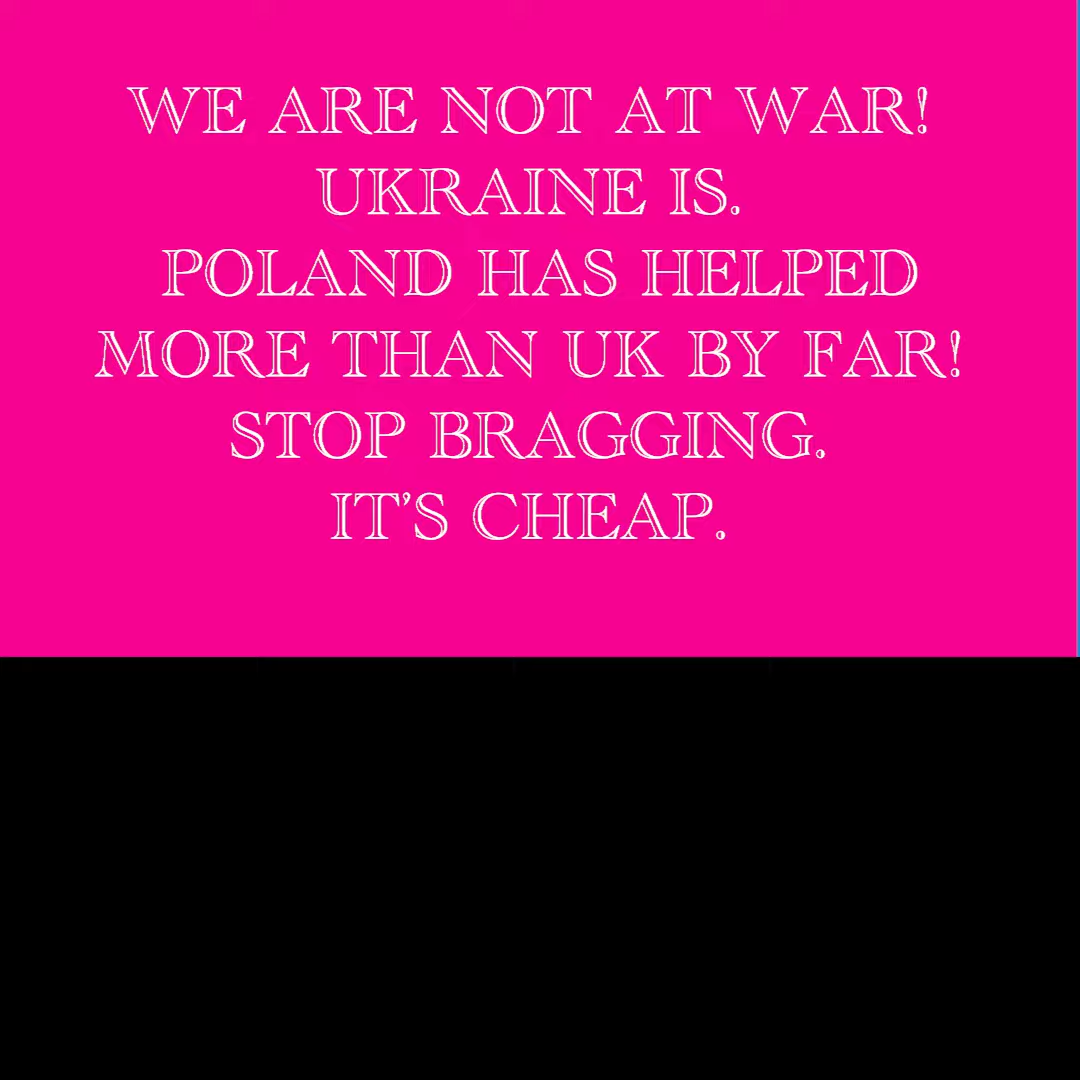 WE ARE NOT AT WAR!
UKRAINE IS.
POLAND HAS HELPED
MORE THAN UK BY FAR!
STOP BRAGGING.
IT'S CHEAP.